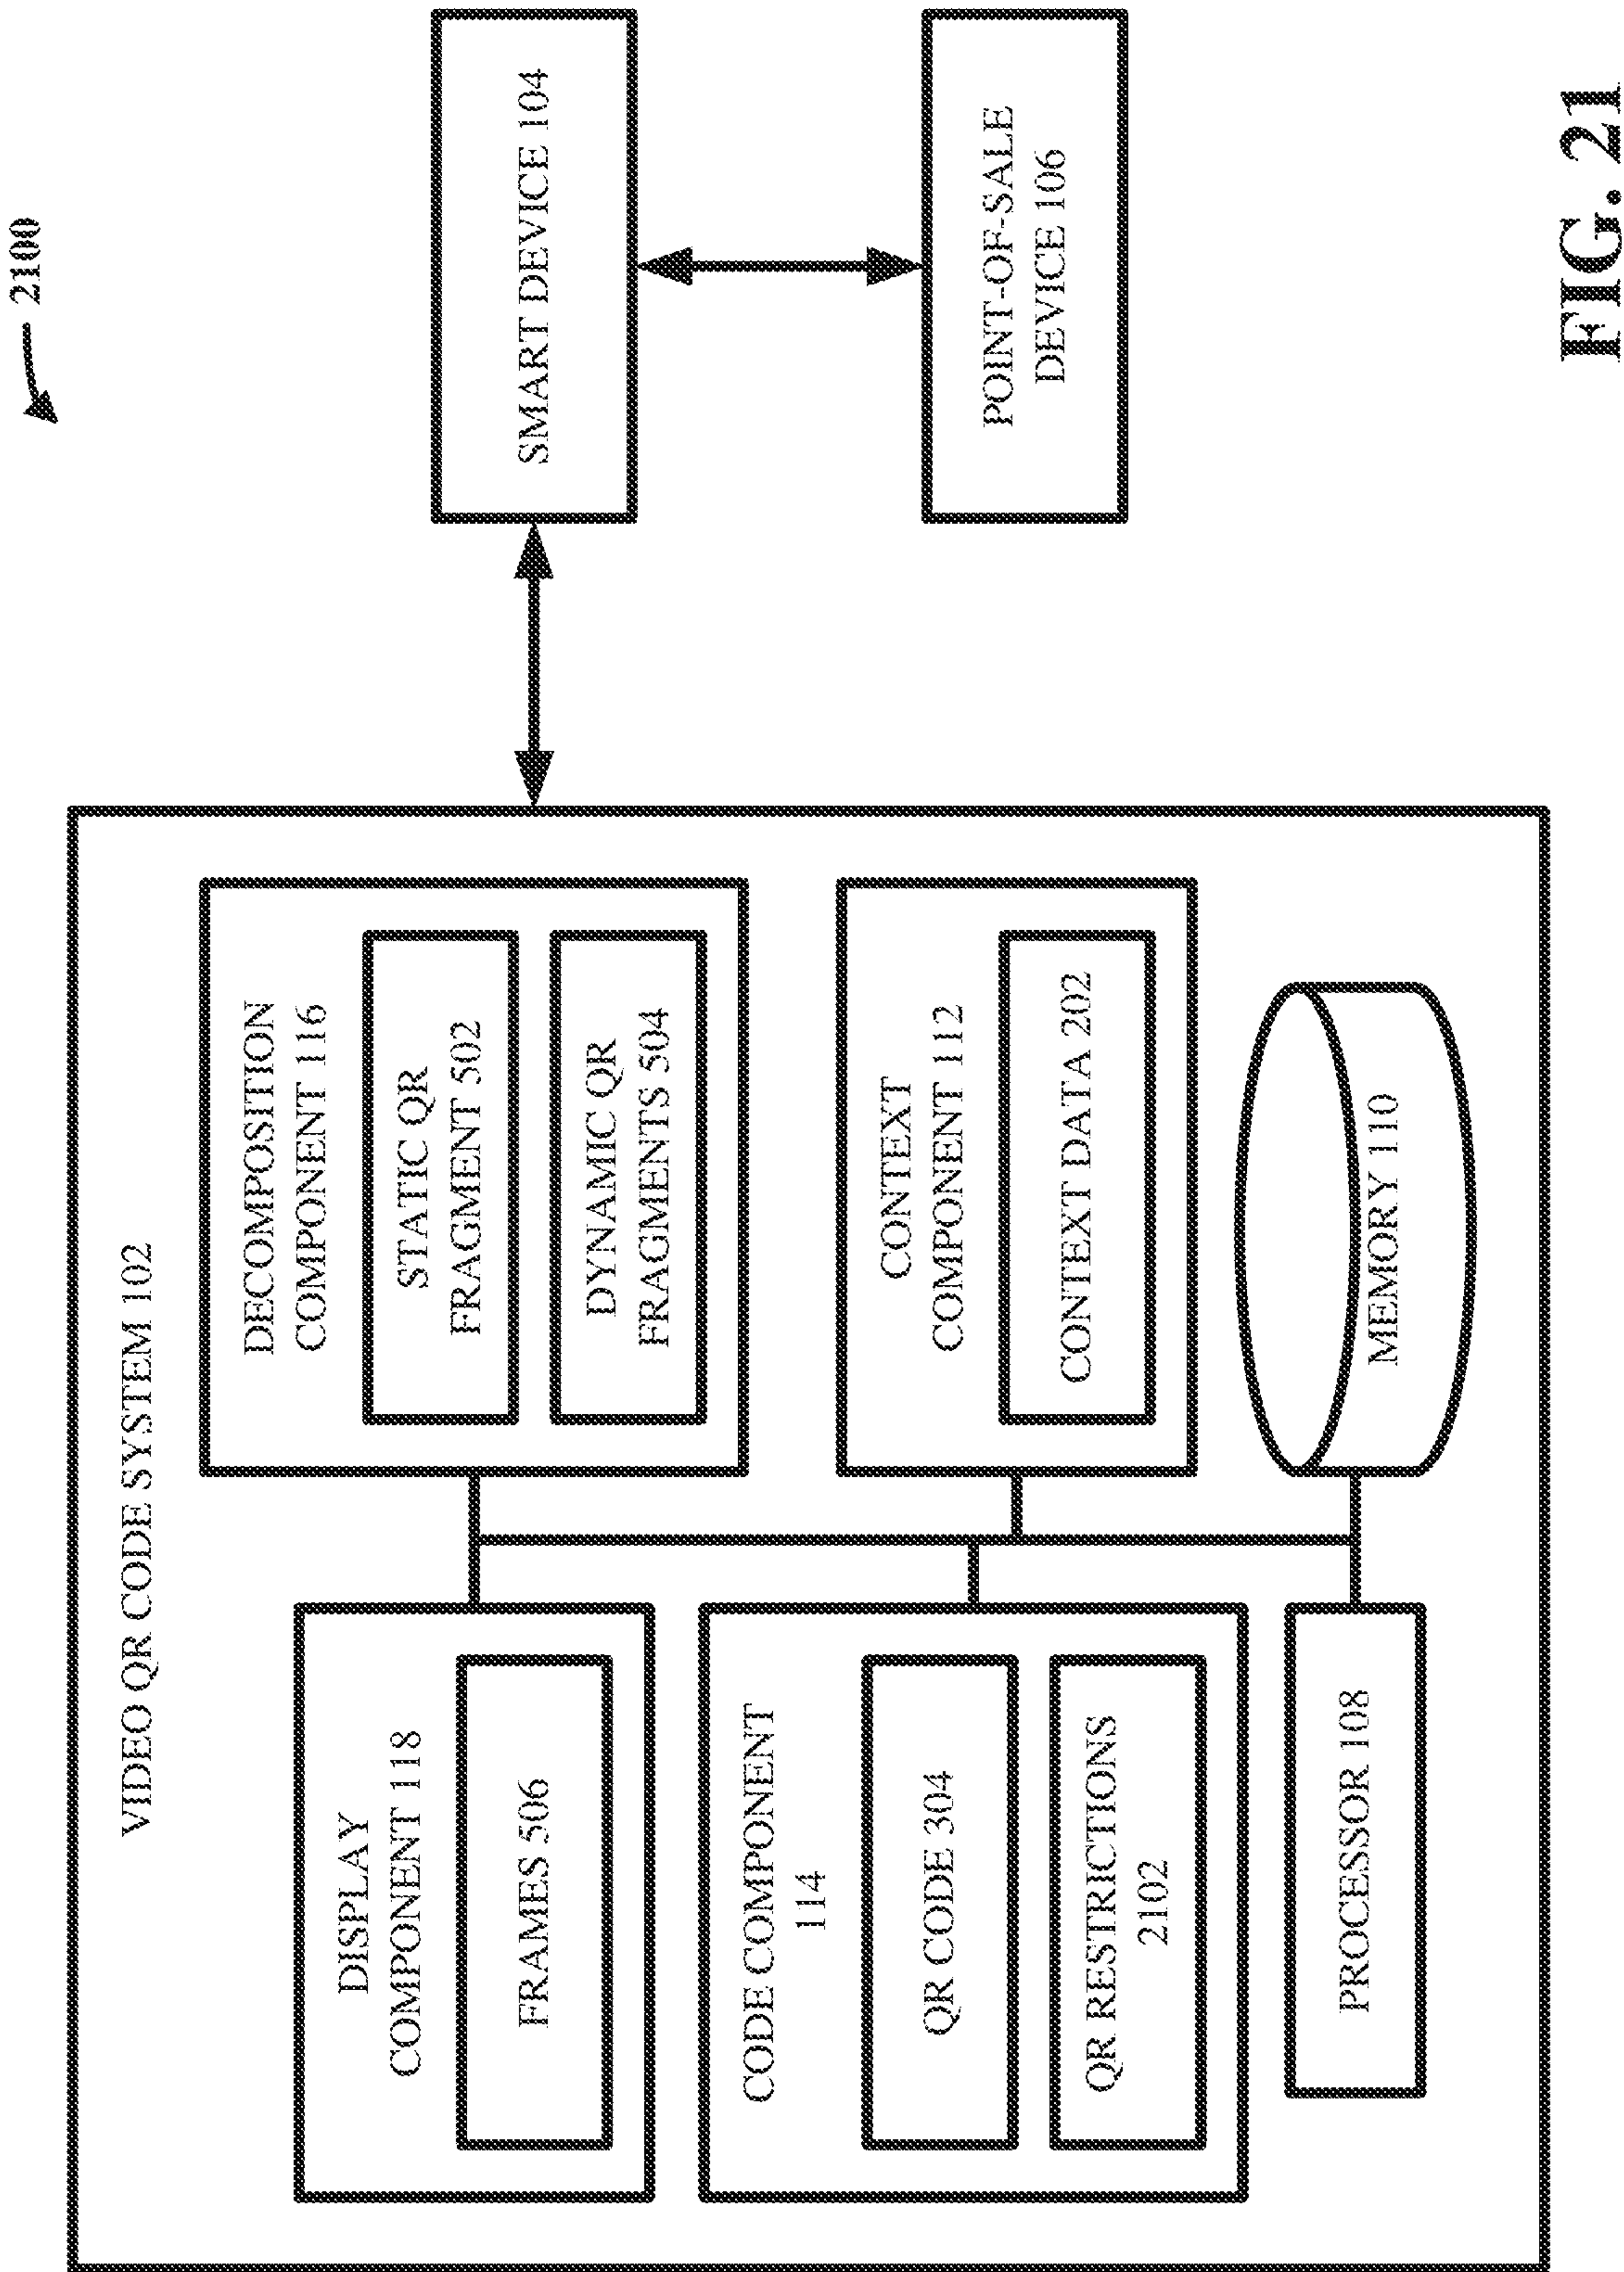 2100
VIDEO QR CODE SYSTEM 102
DISPLAY
COMPONENT 118
FRAMES 506
CODE COMPONENT
114
QR CODE 304
QR RESTRICTIONS
2102
PROCESSOR 108
DECOMPOSITION
COMPONENT 116
STATIC QR
FRAGMENT 502
DYNAMIC QR
FRAGMENTS 504
CONTEXT
COMPONENT 112
CONTEXT DATA 202
MEMORY 110
SMART DEVICE 104
POINT-OF-SALE
DEVICE 106
FIG. 21